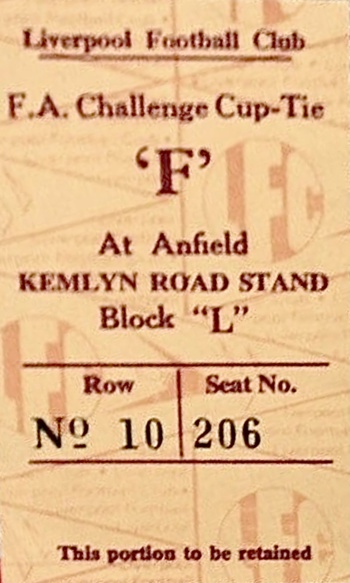 Liverpool Football Club
F.A. Challenge Cup-Tie
‘F’
At Anfield
KEMLYN ROAD STAND
Block “L”
Row Seat No.
Nº 10 206
This portion to be retained